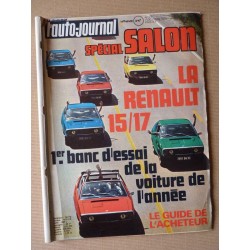 l'auto-journal
SPÉCIAL SALON
LA
RENAULT
15/17
1er banc d'essai
de la
voiture de
l'année
LE GUIDE DE
L'ACHETEUR